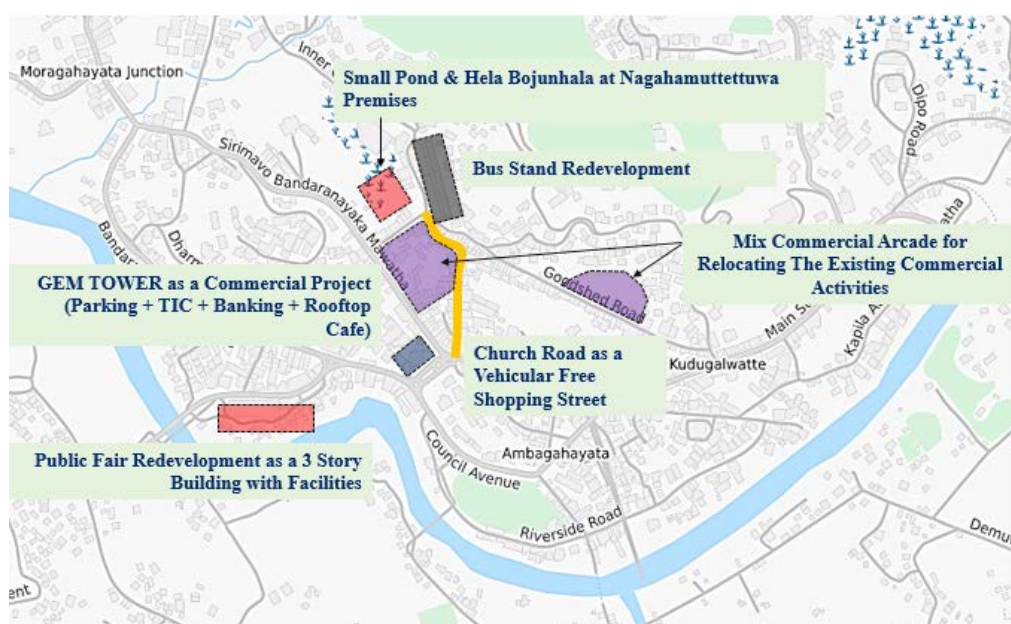 Moragahayata Junction
Inner
Small Pond & Hela Bojunhala at Nagahamuttettuwa
Premises
Dipo Road
Sirimavo Bandaranayaka Mawatha
Bus Stand Redevelopment
Mix Commercial Arcade for
Relocating The Existing Commercial
Activities
GEM TOWER as a Commercial Project
(Parking + TIC + Banking + Rooftop
Cafe)
Goodshed Road
Main
Kapila
Kudugalwatte
Church Road as a
Vehicular Free
Shopping Street
Public Fair Redevelopment as a 3 Story
Building with Facilities
Council Avenue
Ambagahayata
Riverside Road